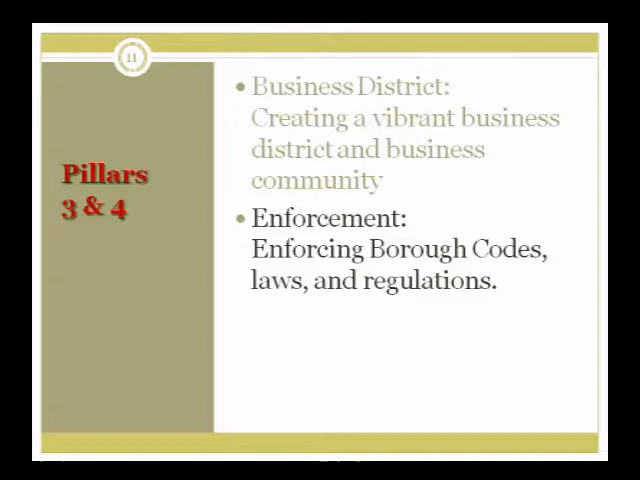 11
Pillars
3 & 4
Business District:
Creating a vibrant business
district and business
community
Enforcement:
Enforcing Borough Codes,
laws, and regulations.